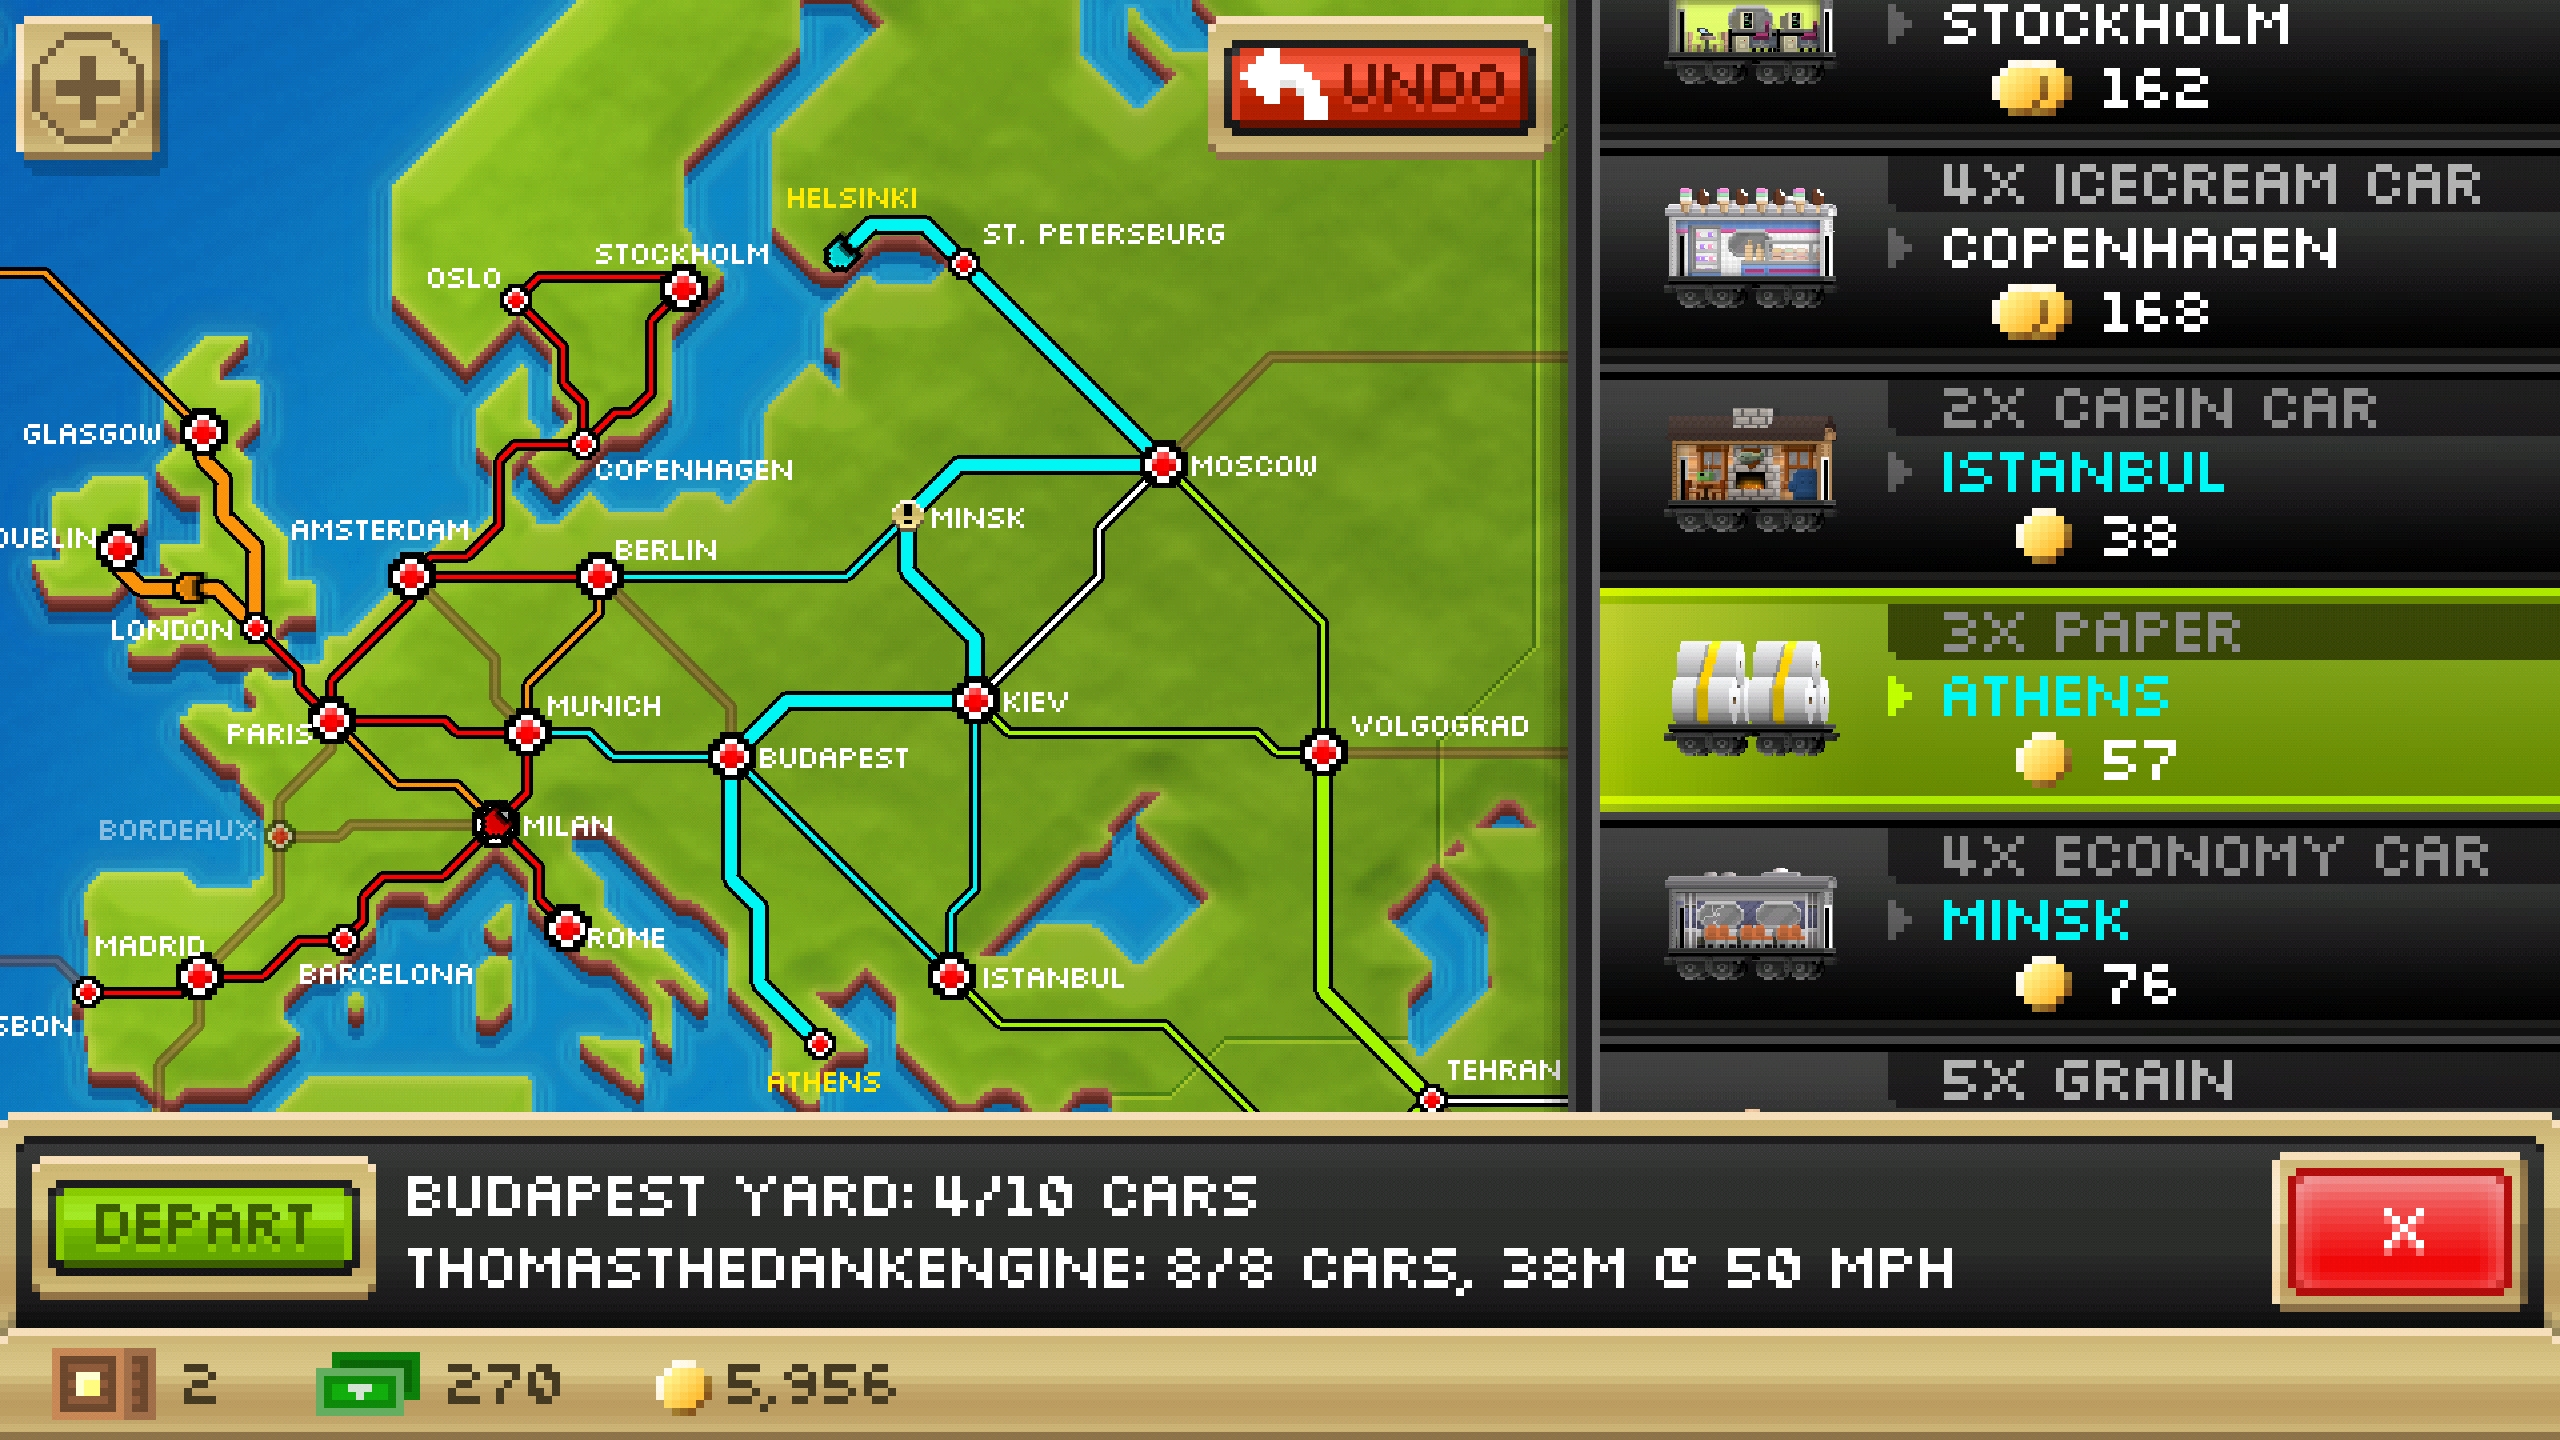 UNDO
HELSINKI
ST. PETERSBURG
STOCKHOLM
OSLO
GLASGOW
MOSCOW
COPENHAGEN
MINSK
AMSTERDAM
DUBLIN
BERLIN
LONDON
MUNICH
KIEV
PARIS
VOLGOGRAD
BUDAPEST
BORDEAUX
MILAN
ROME
MADRID
BARCELONA
ISTANBUL
SBON
TEHRAN
ATHENS
STOCKHOLM
162
4X ICECREAM CAR
COPENHAGEN
168
2X CABIN CAR
ISTANBUL
38
3X PAPER
ATHENS
57
4X ECONOMY CAR
MINSK
76
5X GRAIN
DEPART
BUDAPEST YARD: 4/10 CARS
THOMASTHEDANKENGINE: 8/8 CARS, 38M @ 50 MPH
X
2
270
5,956